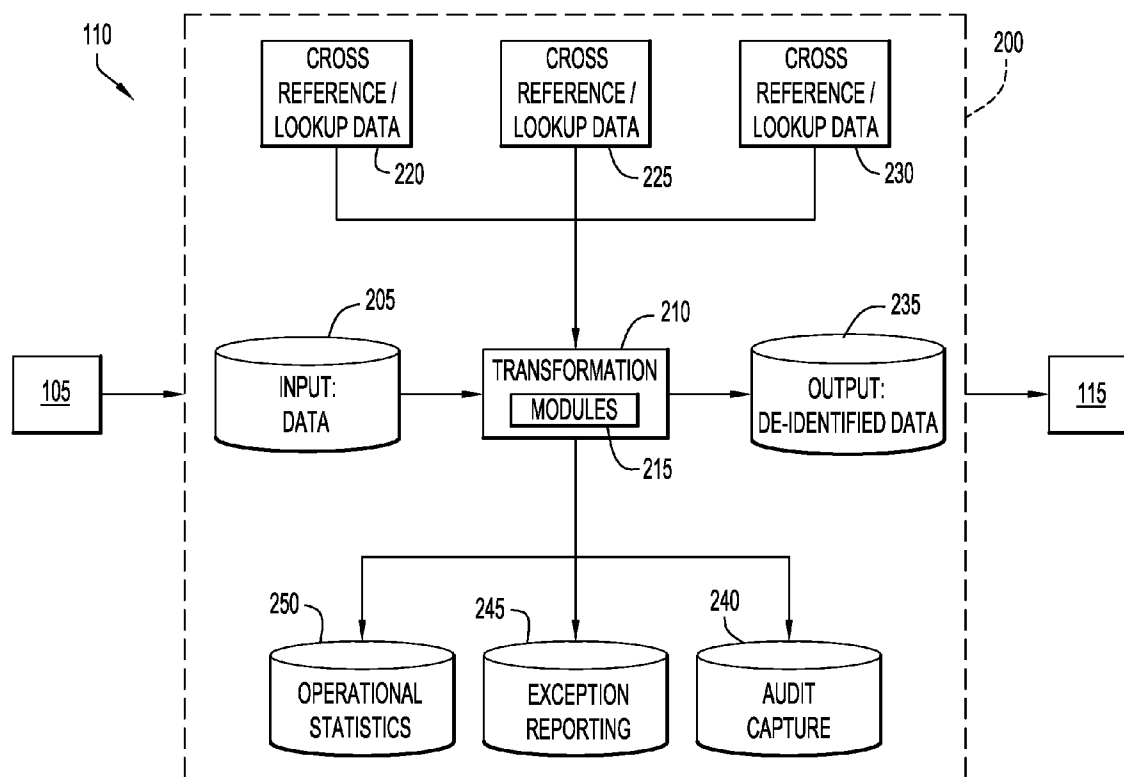 110
200
CROSS
REFERENCE /
LOOKUP DATA
220
CROSS
REFERENCE /
LOOKUP DATA
225
CROSS
REFERENCE /
LOOKUP DATA
230
105
205
INPUT:
DATA
210
TRANSFORMATION
MODULES
215
235
OUTPUT:
DE-IDENTIFIED DATA
115
250
OPERATIONAL
STATISTICS
245
EXCEPTION
REPORTING
240
AUDIT
CAPTURE